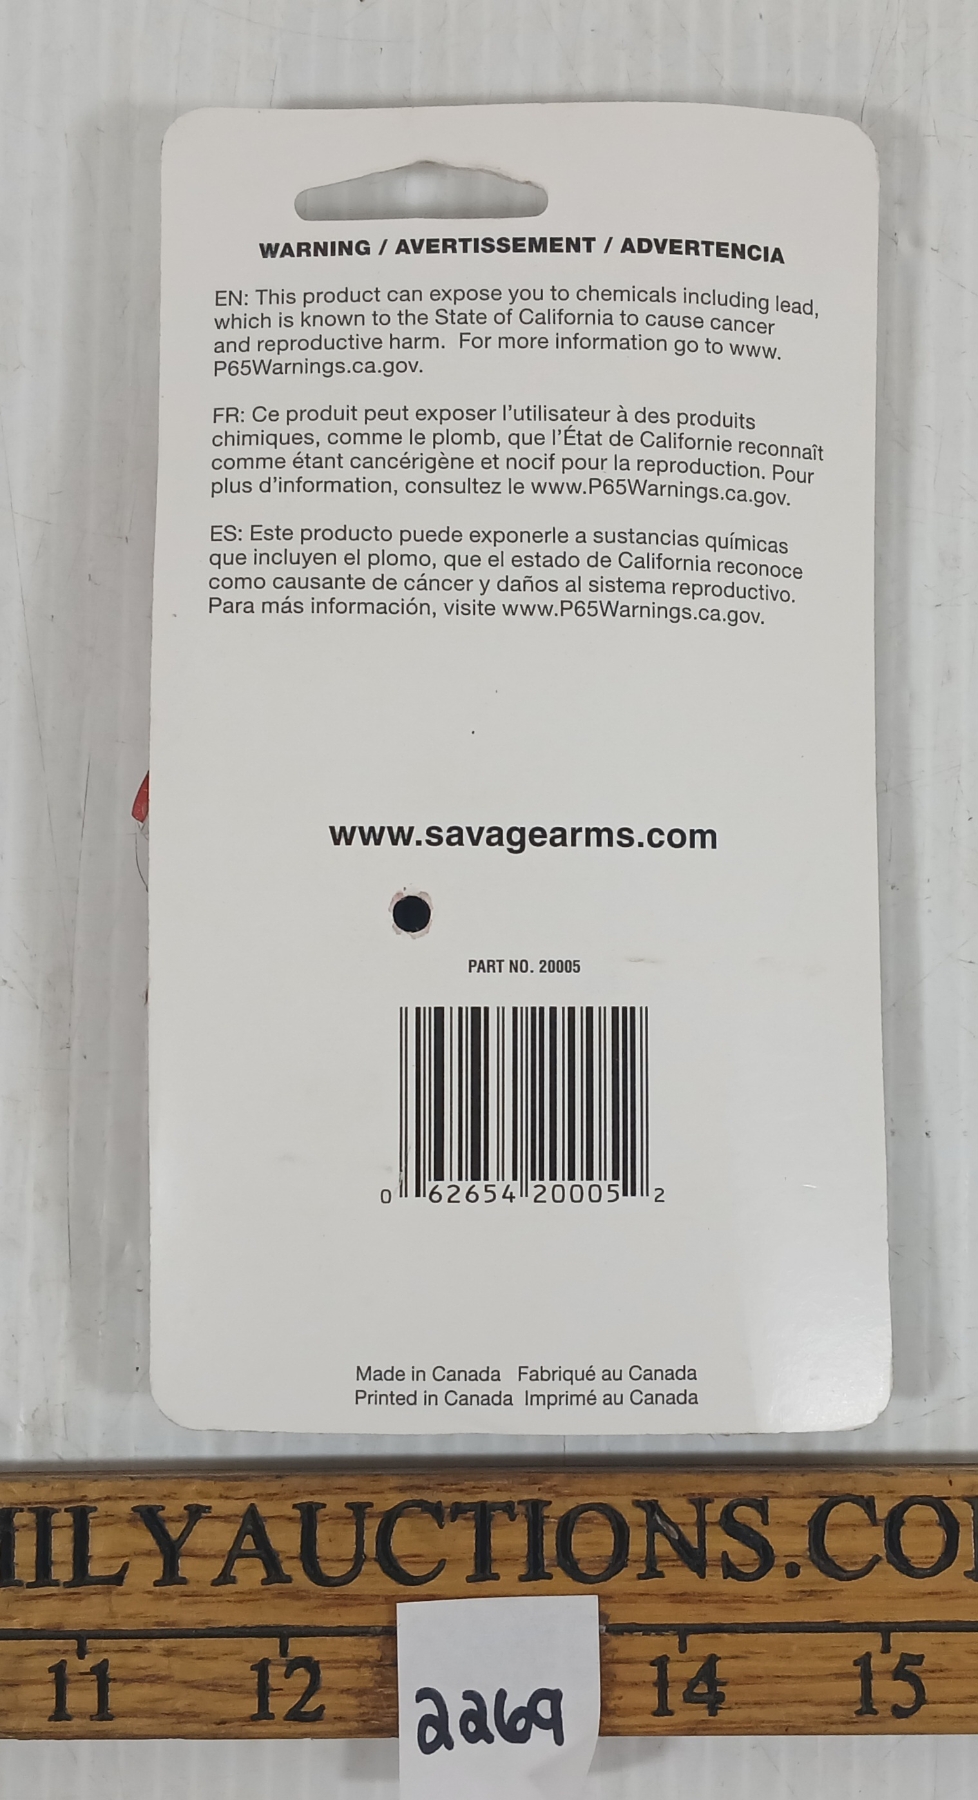 WARNING / AVERTISSEMENT / ADVERTENCIA
EN: This product can expose you to chemicals including lead,
which is known to the State of California to cause cancer
and reproductive harm.  For more information go to www.
P65Warnings.ca.gov.
FR: Ce produit peut exposer l'utilisateur à des produits
chimiques, comme le plomb, que l'État de Californie reconnaît
comme étant cancérigène et nocif pour la reproduction. Pour
plus d'information, consultez le www.P65Warnings.ca.gov.
ES: Este producto puede exponerle a sustancias químicas
que incluyen el plomo, que el estado de California reconoce
como causante de cáncer y daños al sistema reproductivo.
Para más información, visite www.P65Warnings.ca.gov.
www.savagearms.com
PART NO. 20005
0 62654 20005 2
Made in Canada Fabriqué au Canada
Printed in Canada Imprimé au Canada
ILYAUCTIONS.CO
11 12 14 15
2269